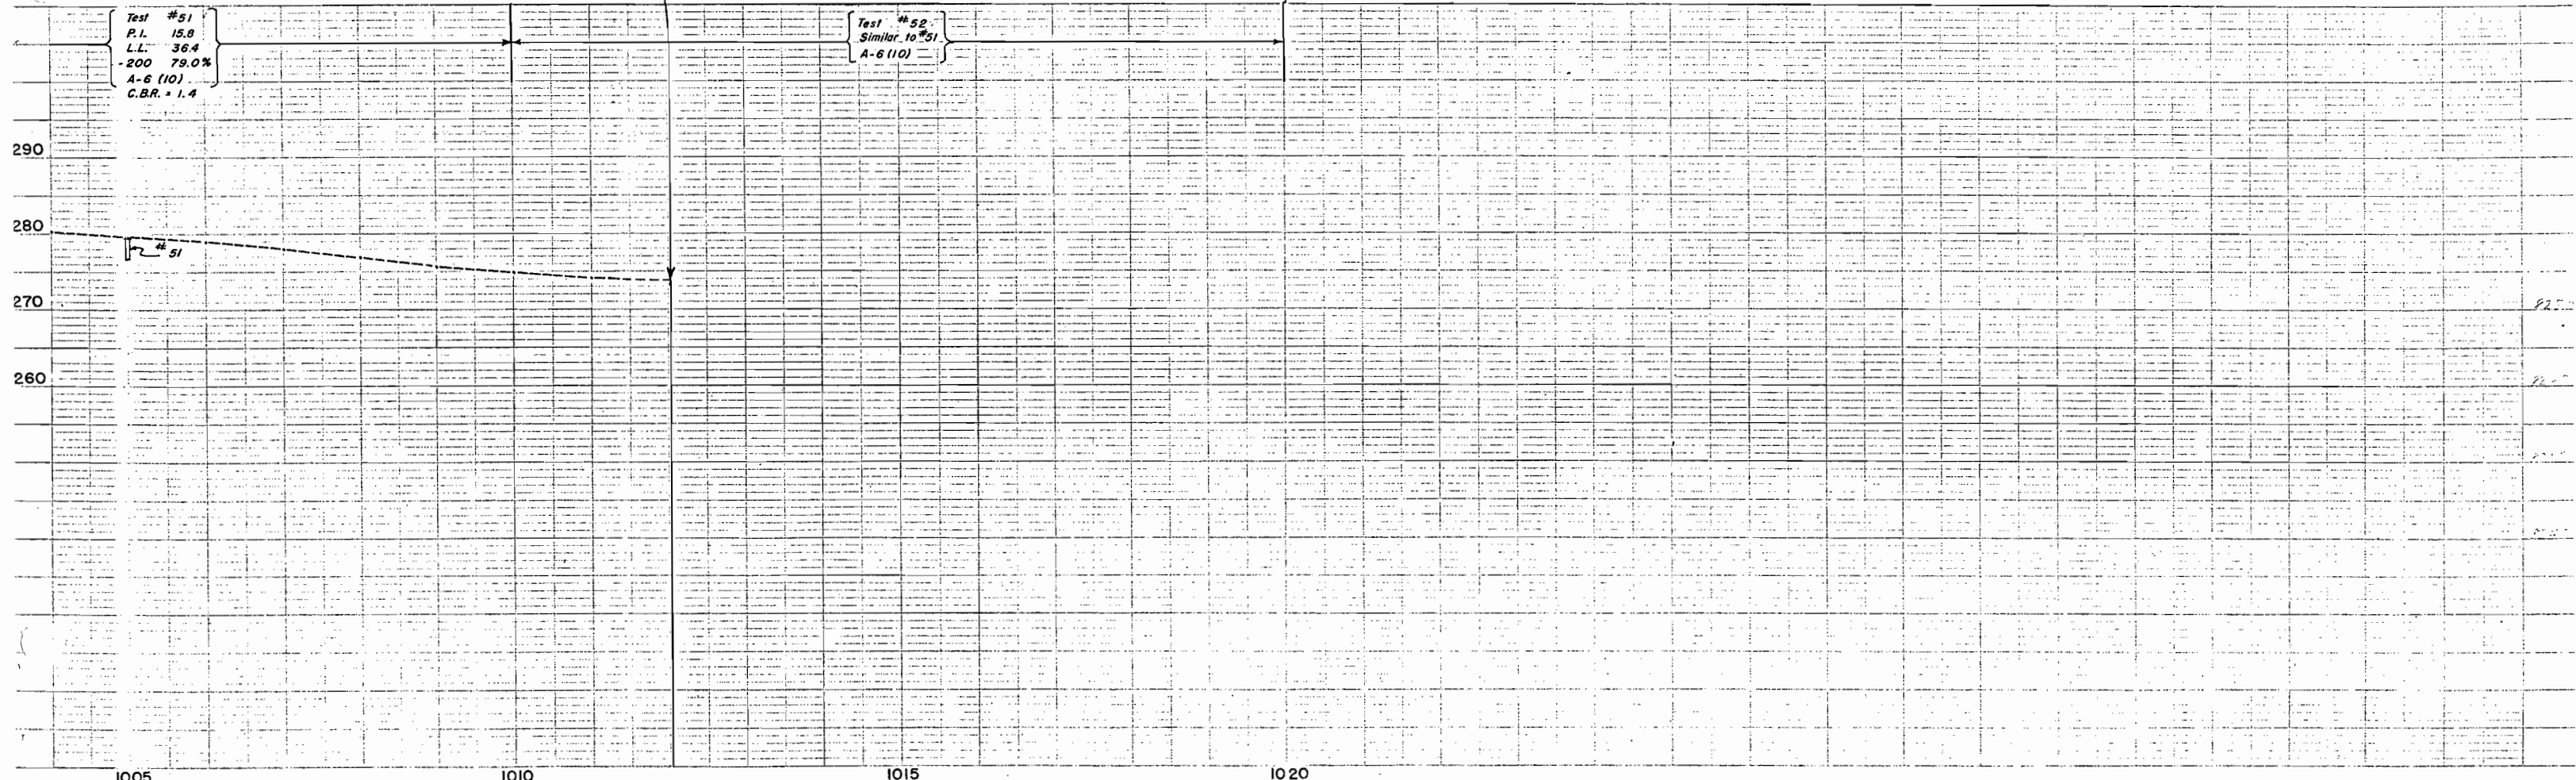 Test #51
P.I. 15.8
L.L. 36.4
-200 79.0%
A-6 (10)
C.B.R. = 1.4
Test #52
Similar to #51
A-6 (10)
290
280
# 51
270
260
1005
1010
1015
1020